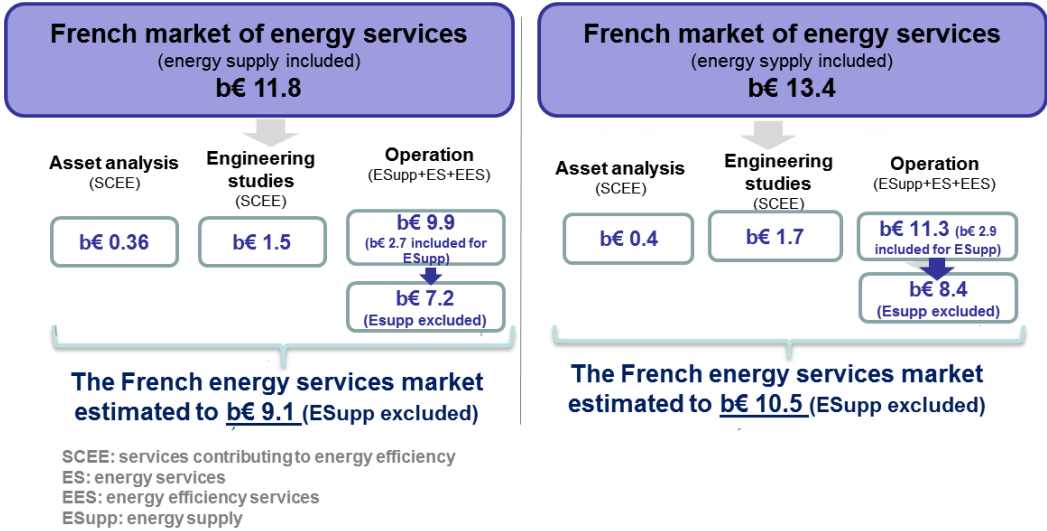 French market of energy services
(energy supply included)
b€ 11.8
Asset analysis
(SCEE)
Engineering
studies
(SCEE)
Operation
(ESupp+ES+EES)
b€ 0.36
b€ 1.5
b€ 9.9
(b€ 2.7 included for
ESupp)
b€ 7.2
(Esupp excluded)
The French energy services market
estimated to b€ 9.1 (ESupp excluded)
French market of energy services
(energy sypply included)
b€ 13.4
Asset analysis
(SCEE)
Engineering
studies
(SCEE)
Operation
(ESupp+ES+EES)
b€ 0.4
b€ 1.7
b€ 11.3 (b€ 2.9
included for ESupp)
b€ 8.4
(Esupp excluded)
The French energy services market
estimated to b€ 10.5 (ESupp excluded)
SCEE: services contributing to energy efficiency
ES: energy services
EES: energy efficiency services
ESupp: energy supply